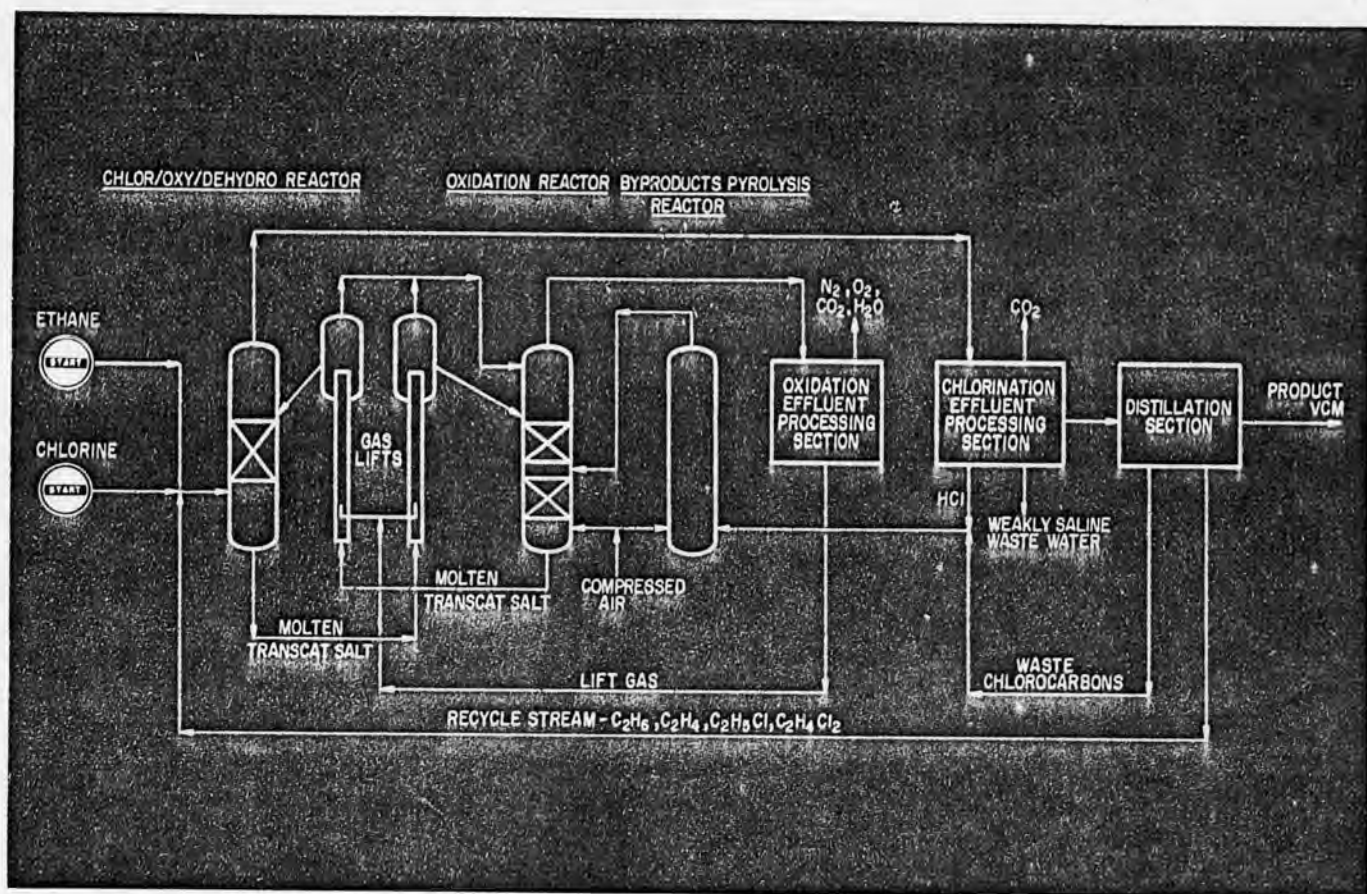 CHLOR/OXY/DEHYDRO REACTOR
OXIDATION REACTOR
BYPRODUCTS PYROLYSIS
REACTOR
ETHANE
START
CHLORINE
START
GAS
LIFTS
N₂, O₂,
CO₂, H₂O
CO₂
OXIDATION
EFFLUENT
PROCESSING
SECTION
CHLORINATION
EFFLUENT
PROCESSING
SECTION
DISTILLATION
SECTION
PRODUCT
VCM
HCl
WEAKLY SALINE
WASTE WATER
MOLTEN
TRANSCAT SALT
COMPRESSED
AIR
MOLTEN
TRANSCAT SALT
WASTE
CHLOROCARBONS
LIFT GAS
RECYCLE STREAM - C₂H₆, C₂H₄, C₂H₅Cl, C₂H₄Cl₂